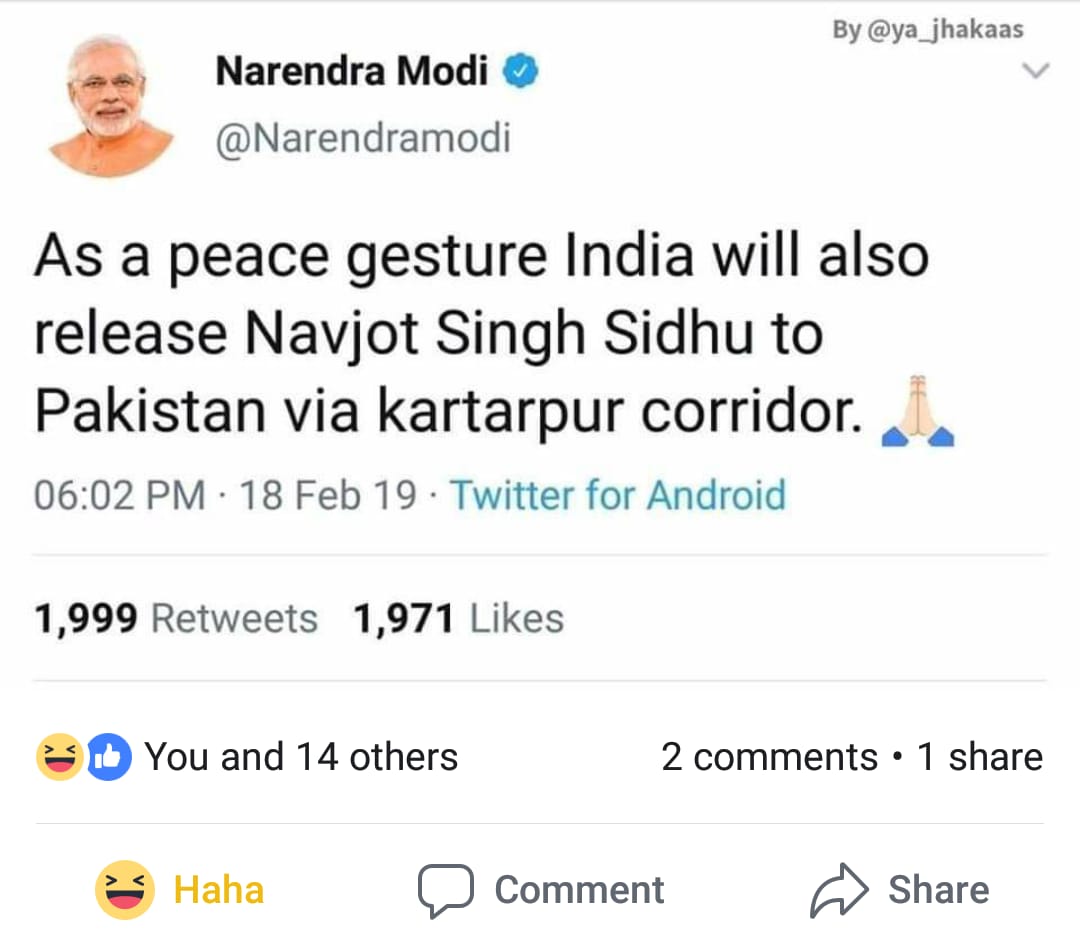 By @ya_jhakaas
Narendra Modi
@Narendramodi
As a peace gesture India will also
release Navjot Singh Sidhu to
Pakistan via kartarpur corridor. 🙏🏻
06:02 PM · 18 Feb 19 · Twitter for Android
1,999 Retweets 1,971 Likes
You and 14 others 2 comments • 1 share
Haha Comment Share